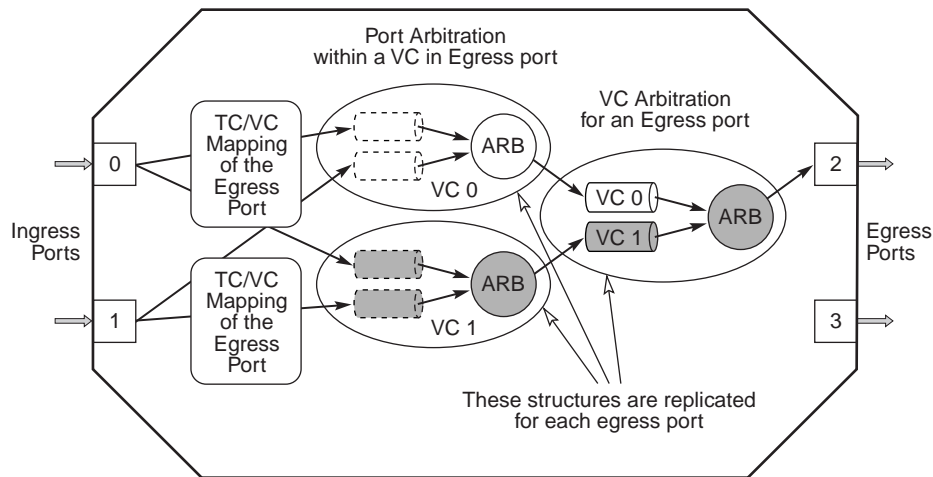 Port Arbitration
within a VC in Egress port
VC Arbitration
for an Egress port
TC/VC
Mapping
of the
Egress
Port
ARB
VC 0
0
2
VC 0
VC 1
ARB
Ingress
Ports
Egress
Ports
TC/VC
Mapping
of the
Egress
Port
ARB
VC 1
1
3
These structures are replicated
for each egress port